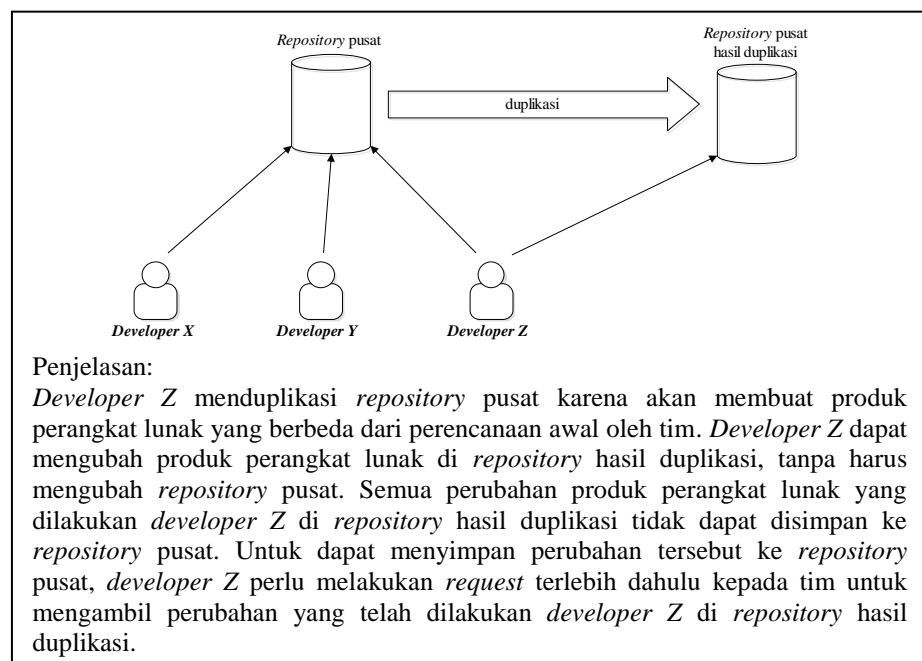 Repository pusat
Repository pusat
hasil duplikasi
duplikasi
Developer X
Developer Y
Developer Z
Penjelasan:
Developer Z menduplikasi repository pusat karena akan membuat produk
perangkat lunak yang berbeda dari perencanaan awal oleh tim. Developer Z dapat
mengubah produk perangkat lunak di repository hasil duplikasi, tanpa harus
mengubah repository pusat. Semua perubahan produk perangkat lunak yang
dilakukan developer Z di repository hasil duplikasi tidak dapat disimpan ke
repository pusat. Untuk dapat menyimpan perubahan tersebut ke repository
pusat, developer Z perlu melakukan request terlebih dahulu kepada tim untuk
mengambil perubahan yang telah dilakukan developer Z di repository hasil
duplikasi.